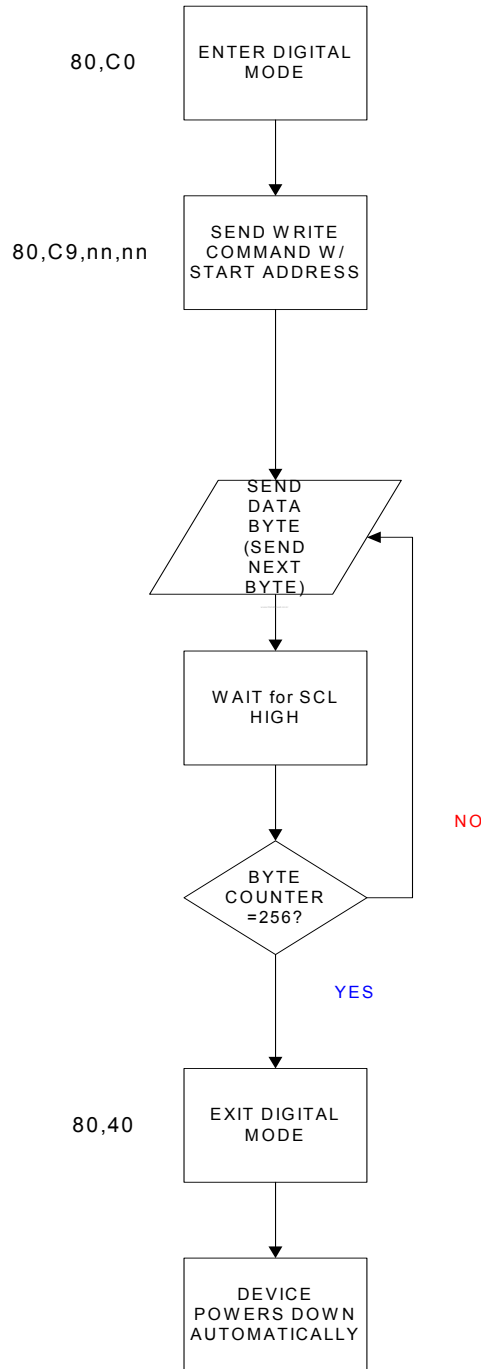 80,C0
ENTER DIGITAL
MODE
80,C9,nn,nn
SEND WRITE
COMMAND W/
START ADDRESS
SEND
DATA
BYTE
(SEND
NEXT
BYTE)
WAIT for SCL
HIGH
NO
BYTE
COUNTER
=256?
YES
80,40
EXIT DIGITAL
MODE
DEVICE
POWERS DOWN
AUTOMATICALLY